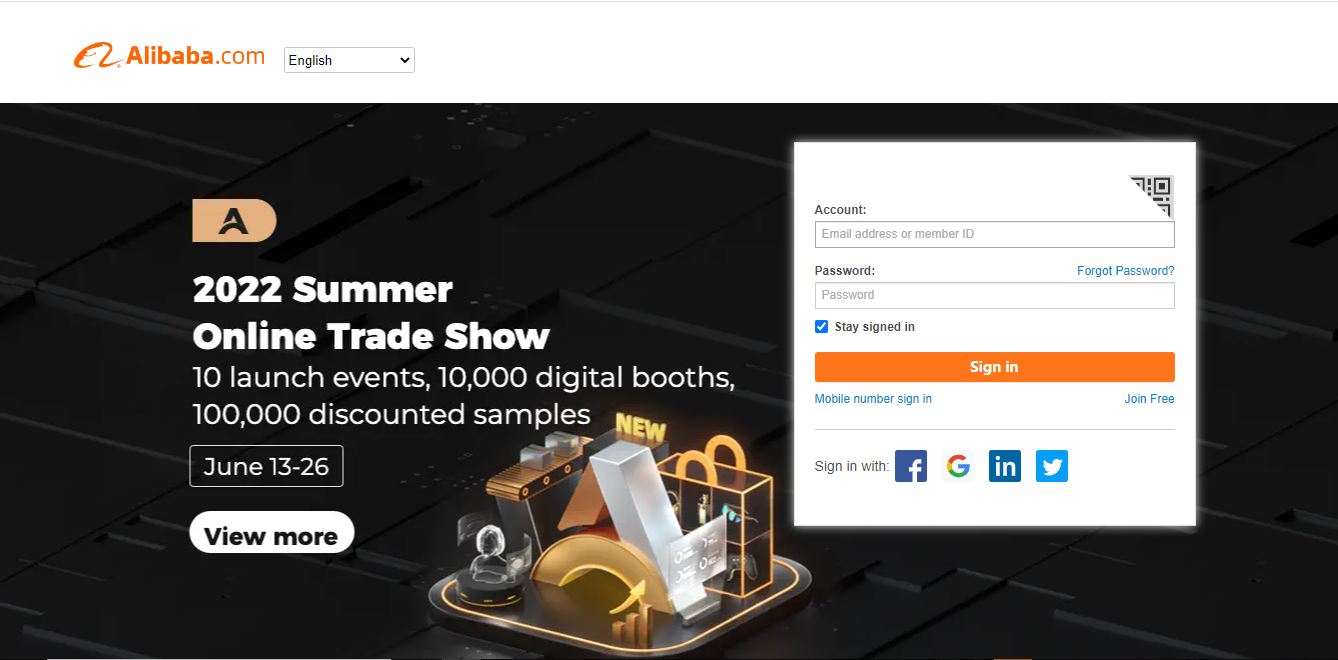 Alibaba.com
English
2022 Summer
Online Trade Show
10 launch events, 10,000 digital booths,
100,000 discounted samples
June 13-26
View more
NEW
Account:
Email address or member ID
Password:
Forgot Password?
Password
Stay signed in
Sign in
Mobile number sign in
Join Free
Sign in with: